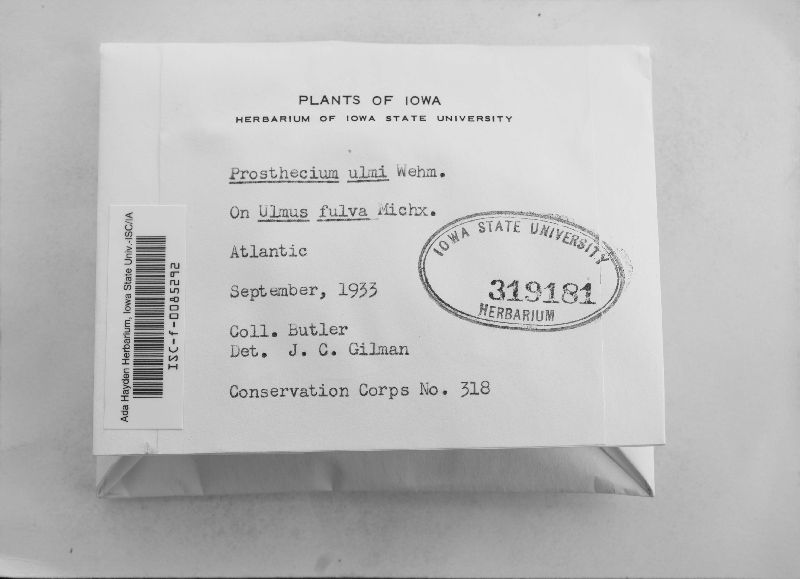 PLANTS OF IOWA
HERBARIUM OF IOWA STATE UNIVERSITY
Prosthecium ulmi Wehm.
On Ulmus fulva Michx.
Atlantic
September, 1933
Coll. Butler
Det. J. C. Gilman
Conservation Corps No. 318
IOWA STATE UNIVERSITY
319181
HERBARIUM
Ada Hayden Herbarium, Iowa State Univ.-ISC/IA
ISC-f-0085292